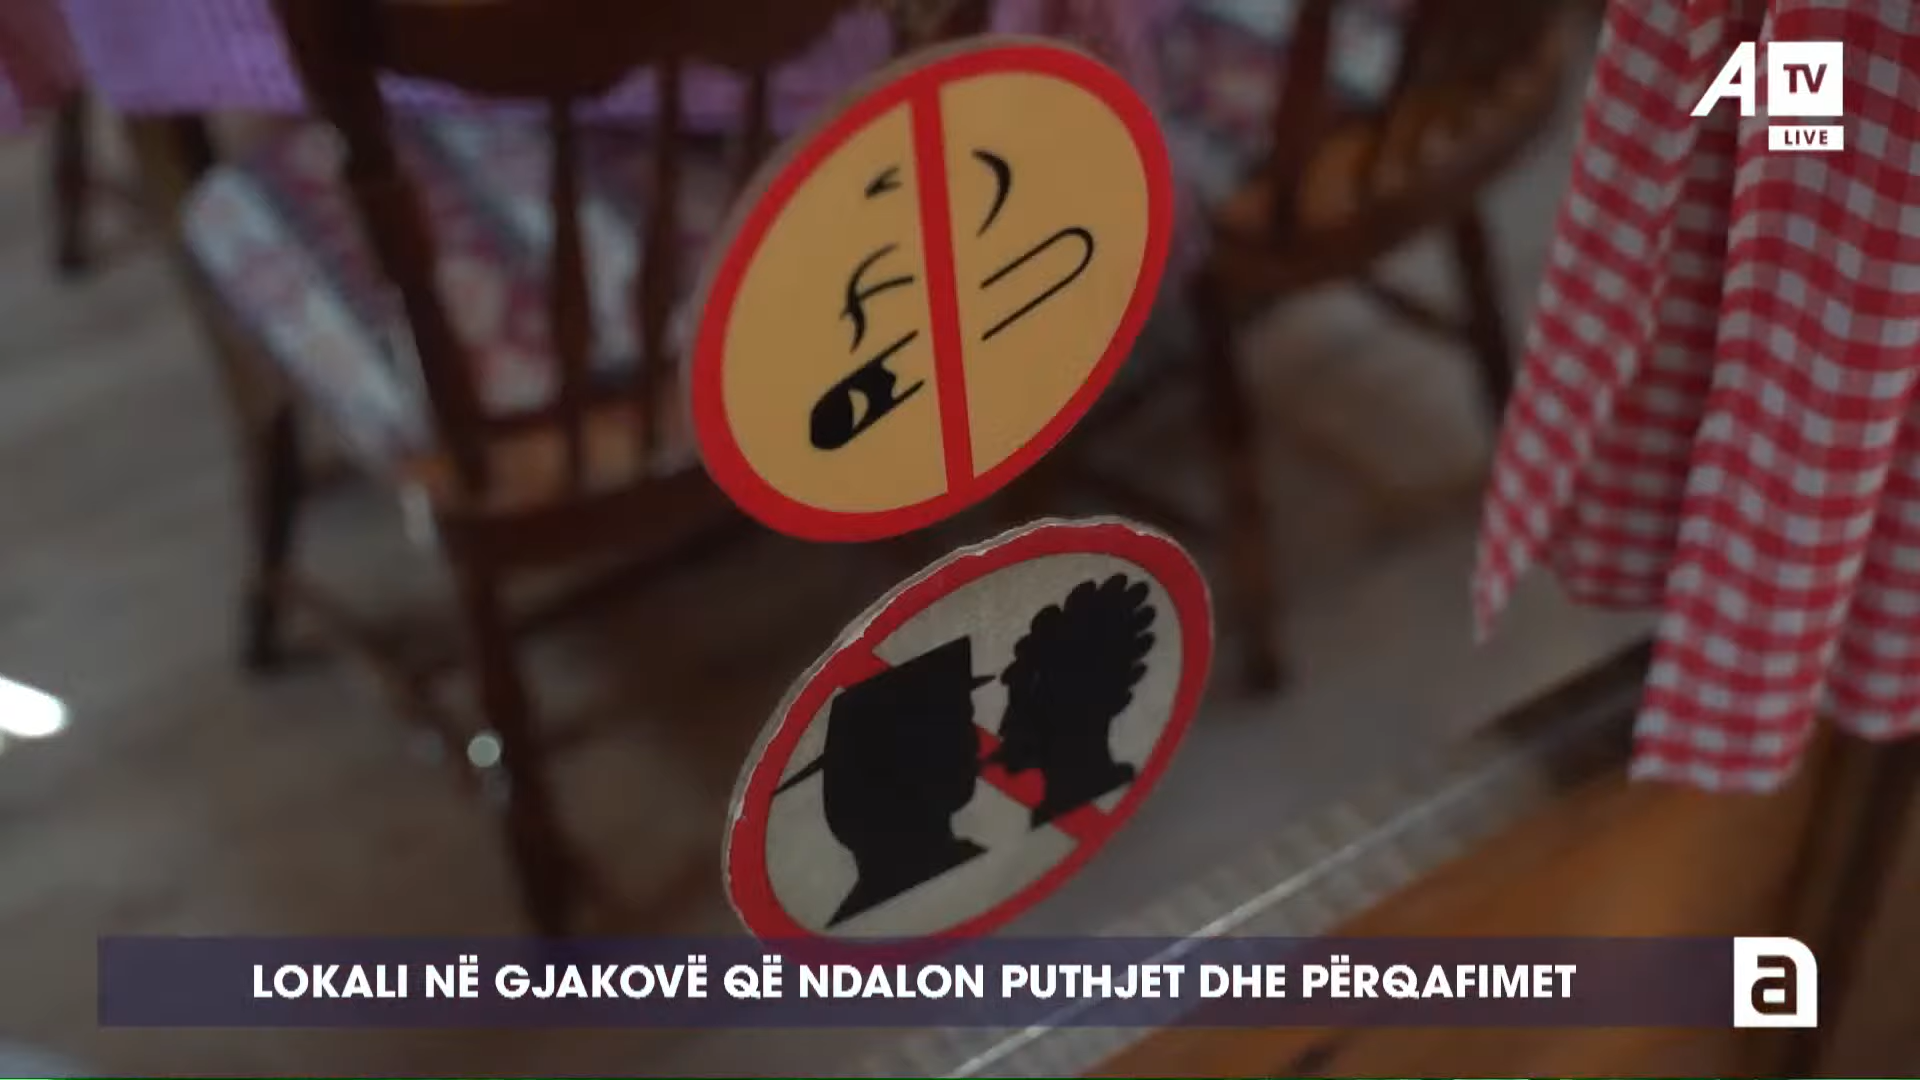 A TV
LIVE
LOKALI NË GJAKOVË QË NDALON PUTHJET DHE PËRQAFIMET
a